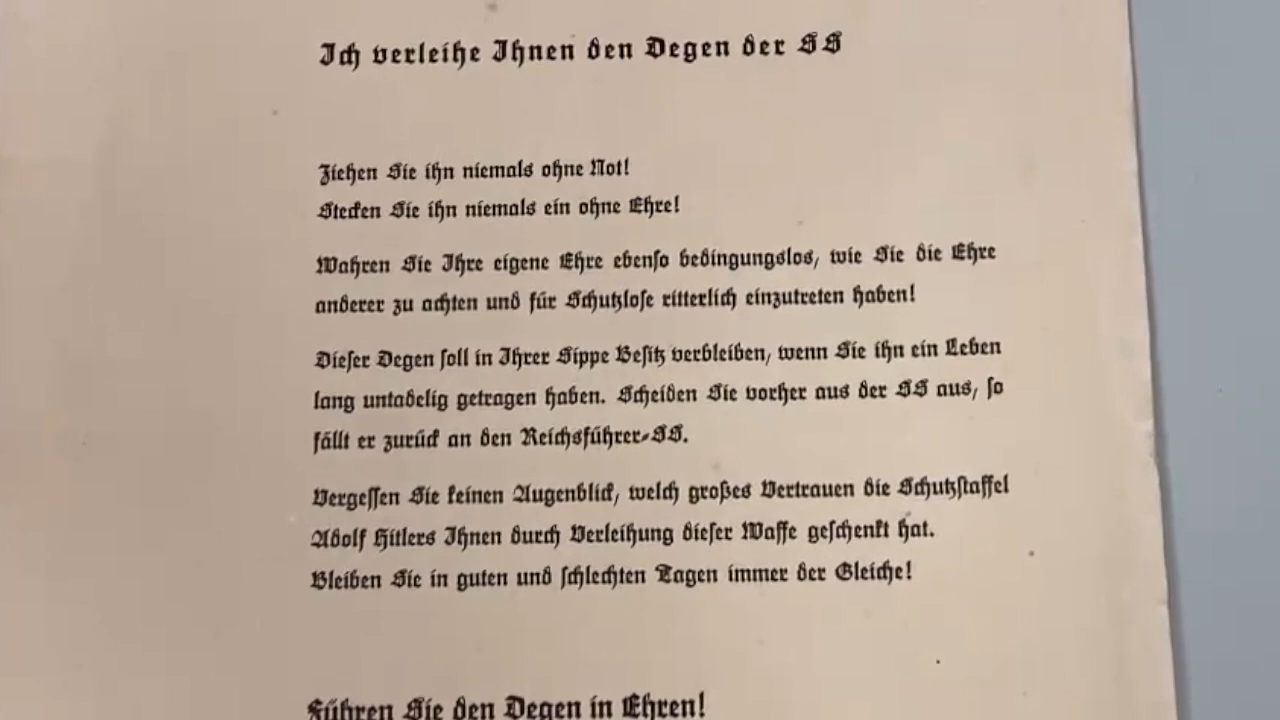 Ich verleihe Ihnen den Degen der SS
Ziehen Sie ihn niemals ohne Not!
Stecken Sie ihn niemals ein ohne Ehre!
Wahren Sie Ihre eigene Ehre ebenso bedingungslos, wie Sie die Ehre
anderer zu achten und für Schutzlose ritterlich einzutreten haben!
Dieser Degen soll in Ihrer Sippe Besitz verbleiben, wenn Sie ihn ein Leben
lang untadelig getragen haben. Scheiden Sie vorher aus der SS aus, so
fällt er zurück an den Reichsführer-SS.
Vergessen Sie keinen Augenblick, welch großes Vertrauen die Schutzstaffel
Adolf Hitlers Ihnen durch Verleihung dieser Waffe geschenkt hat.
Bleiben Sie in guten und schlechten Tagen immer der Gleiche!
Führen Sie den Degen in Ehren!